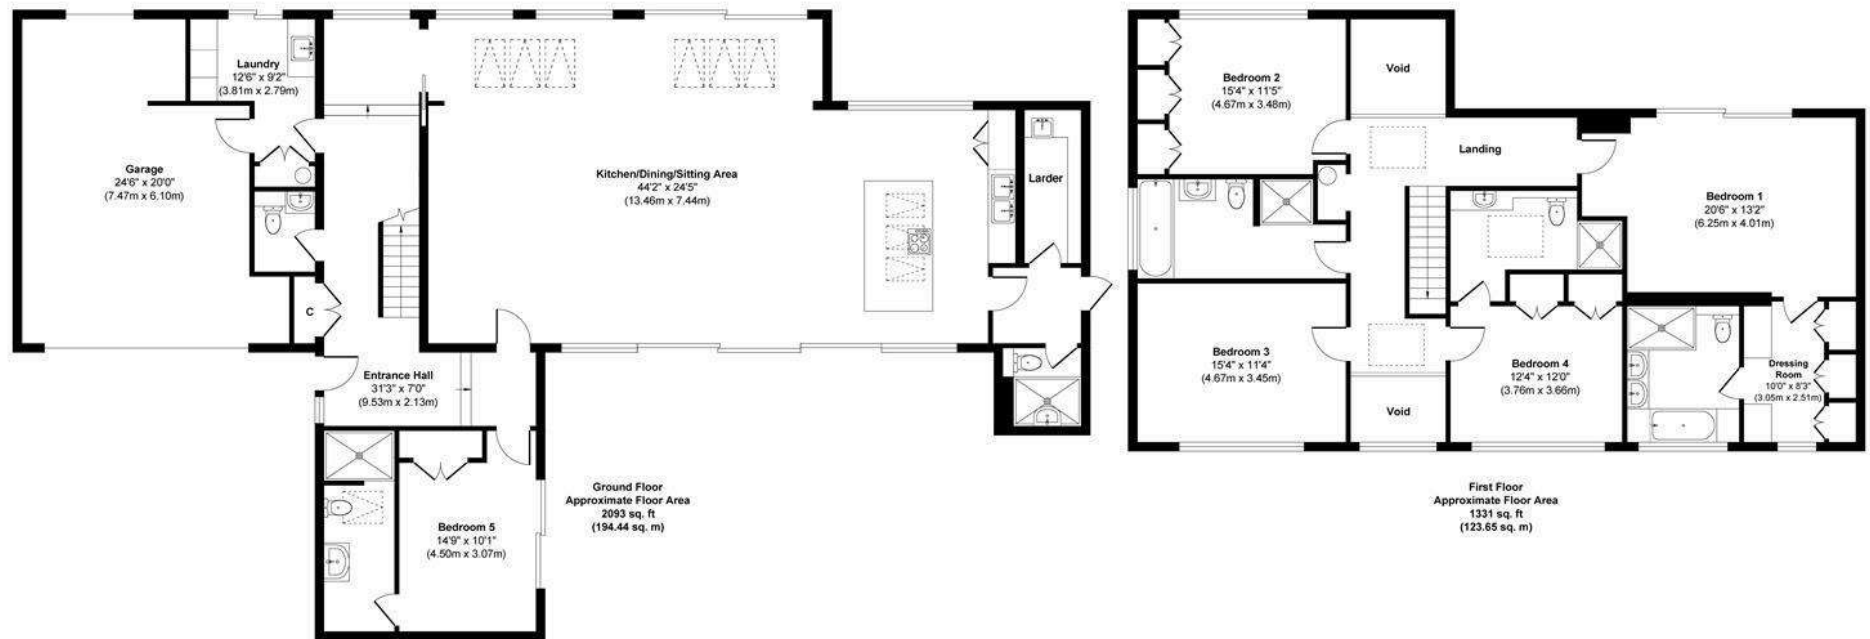 Laundry
12'6" x 9'2"
(3.81m x 2.79m)
Garage
24'6" x 20'0"
(7.47m x 6.10m)
C
Entrance Hall
31'3" x 7'0"
(9.53m x 2.13m)
Kitchen/Dining/Sitting Area
44'2" x 24'5"
(13.46m x 7.44m)
Larder
Bedroom 5
14'9" x 10'1"
(4.50m x 3.07m)
Ground Floor
Approximate Floor Area
2093 sq. ft
(194.44 sq. m)
Bedroom 2
15'4" x 11'5"
(4.67m x 3.48m)
Void
Landing
Bedroom 1
20'6" x 13'2"
(6.25m x 4.01m)
Bedroom 3
15'4" x 11'4"
(4.67m x 3.45m)
Bedroom 4
12'4" x 12'0"
(3.76m x 3.66m)
Dressing
Room
10'0" x 8'3"
(3.05m x 2.51m)
Void
First Floor
Approximate Floor Area
1331 sq. ft
(123.65 sq. m)